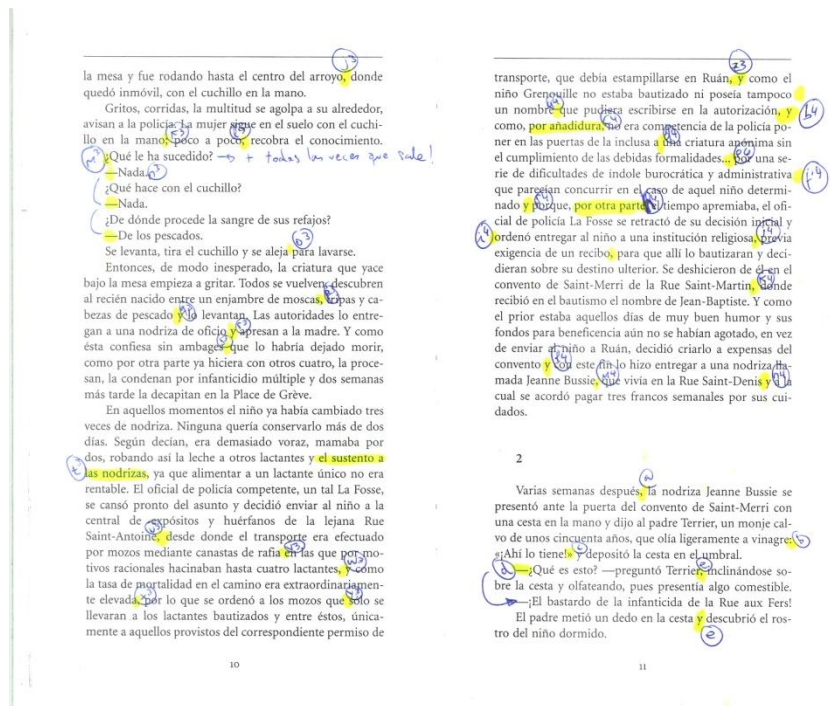 j3
la mesa y fue rodando hasta el centro del arroyo, donde
quedó inmóvil, con el cuchillo en la mano.
Gritos, corridas, la multitud se agolpa a su alrededor,
avisan a la policía. La mujer sigue en el suelo con el cuchi-
llo en la mano; poco a poco, recobra el conocimiento.
¿Qué le ha sucedido? → + todas las veces que sale!
—Nada.
¿Qué hace con el cuchillo?
—Nada.
¿De dónde procede la sangre de sus refajos?
—De los pescados.
Se levanta, tira el cuchillo y se aleja para lavarse.
Entonces, de modo inesperado, la criatura que yace
bajo la mesa empieza a gritar. Todos se vuelven, descubren
al recién nacido entre un enjambre de moscas, tripas y ca-
bezas de pescado y lo levantan. Las autoridades lo entre-
gan a una nodriza de oficio y apresan a la madre. Y como
ésta confiesa sin ambages que lo habría dejado morir,
como por otra parte ya hiciera con otros cuatro, la proce-
san, la condenan por infanticidio múltiple y dos semanas
más tarde la decapitan en la Place de Grève.
En aquellos momentos el niño ya había cambiado tres
veces de nodriza. Ninguna quería conservarlo más de dos
días. Según decían, era demasiado voraz, mamaba por
dos, robando así la leche a otros lactantes y el sustento a
las nodrizas, ya que alimentar a un lactante único no era
rentable. El oficial de policía competente, un tal La Fosse,
se cansó pronto del asunto y decidió enviar al niño a la
central de expósitos y huérfanos de la lejana Rue
Saint-Antoine, desde donde el transporte era efectuado
por mozos mediante canastas de rafia en las que por mo-
tivos racionales hacinaban hasta cuatro lactantes, y como
la tasa de mortalidad en el camino era extraordinariamen-
te elevada, por lo que se ordenó a los mozos que sólo se
llevaran a los lactantes bautizados y entre éstos, única-
mente a aquellos provistos del correspondiente permiso de
10
z3
transporte, que debía estampillarse en Ruán, y como el
niño Grenouille no estaba bautizado ni poseía tampoco
un nombre que pudiera escribirse en la autorización, y b4
como, por añadidura, no era competencia de la policía po-
ner en las puertas de la inclusa a una criatura anónima sin
el cumplimiento de las debidas formalidades... por una se-
rie de dificultades de índole burocrática y administrativa
que parecían concurrir en el caso de aquel niño determi-
nado y porque, por otra parte, el tiempo apremiaba, el ofi-
cial de policía La Fosse se retractó de su decisión inicial y
ordenó entregar al niño a una institución religiosa, previa
exigencia de un recibo, para que allí lo bautizaran y deci-
dieran sobre su destino ulterior. Se deshicieron de él en el
convento de Saint-Merri de la Rue Saint-Martin, donde
recibió en el bautismo el nombre de Jean-Baptiste. Y como
el prior estaba aquellos días de muy buen humor y sus
fondos para beneficencia aún no se habían agotado, en vez
de enviar al niño a Ruán, decidió criarlo a expensas del
convento y con este fin lo hizo entregar a una nodriza lla-
mada Jeanne Bussie, que vivía en la Rue Saint-Denis y a la
cual se acordó pagar tres francos semanales por sus cui-
dados.
2
Varias semanas después, la nodriza Jeanne Bussie se
presentó ante la puerta del convento de Saint-Merri con
una cesta en la mano y dijo al padre Terrier, un monje cal-
vo de unos cincuenta años, que olía ligeramente a vinagre: b
«¡Ahí lo tiene!» y depositó la cesta en el umbral.
d —¿Qué es esto? —preguntó Terrier, inclinándose so-
bre la cesta y olfateando, pues presentía algo comestible.
—¡El bastardo de la infanticida de la Rue aux Fers!
El padre metió un dedo en la cesta y descubrió el ros-
tro del niño dormido. e
11